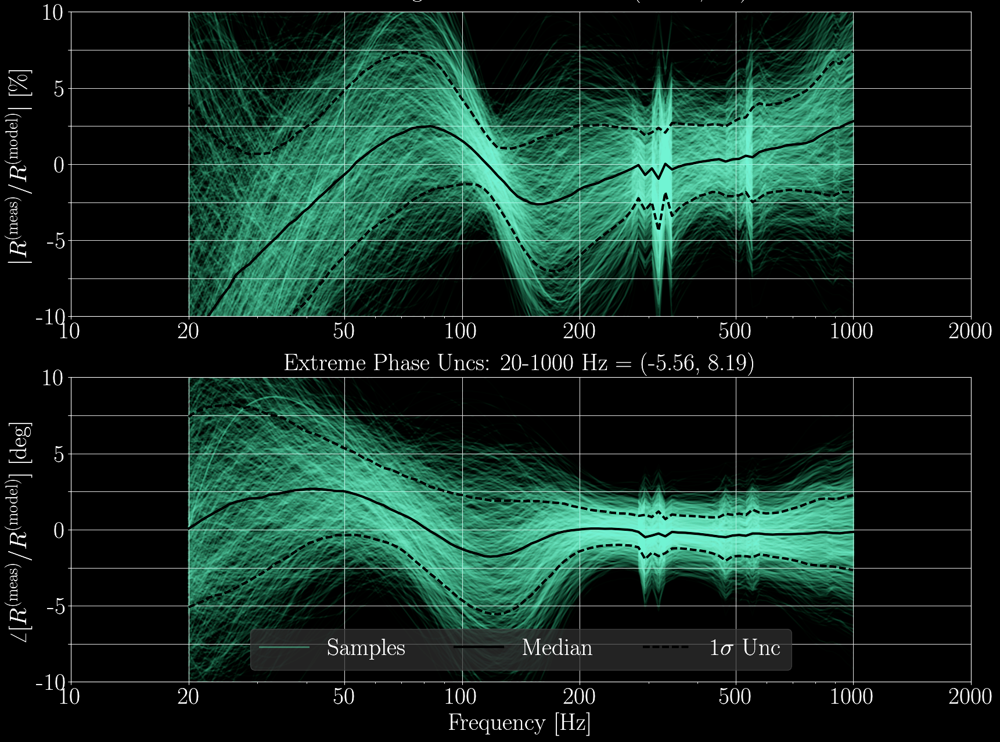 10
5
0
-5
-10
|R^(meas)/R^(model)| [%]
10 20 50 100 200 500 1000 2000
Extreme Phase Uncs: 20-1000 Hz = (-5.56, 8.19)
10
5
0
-5
-10
∠[R^(meas)/R^(model)] [deg]
Samples Median 1σ Unc
10 20 50 100 200 500 1000 2000
Frequency [Hz]